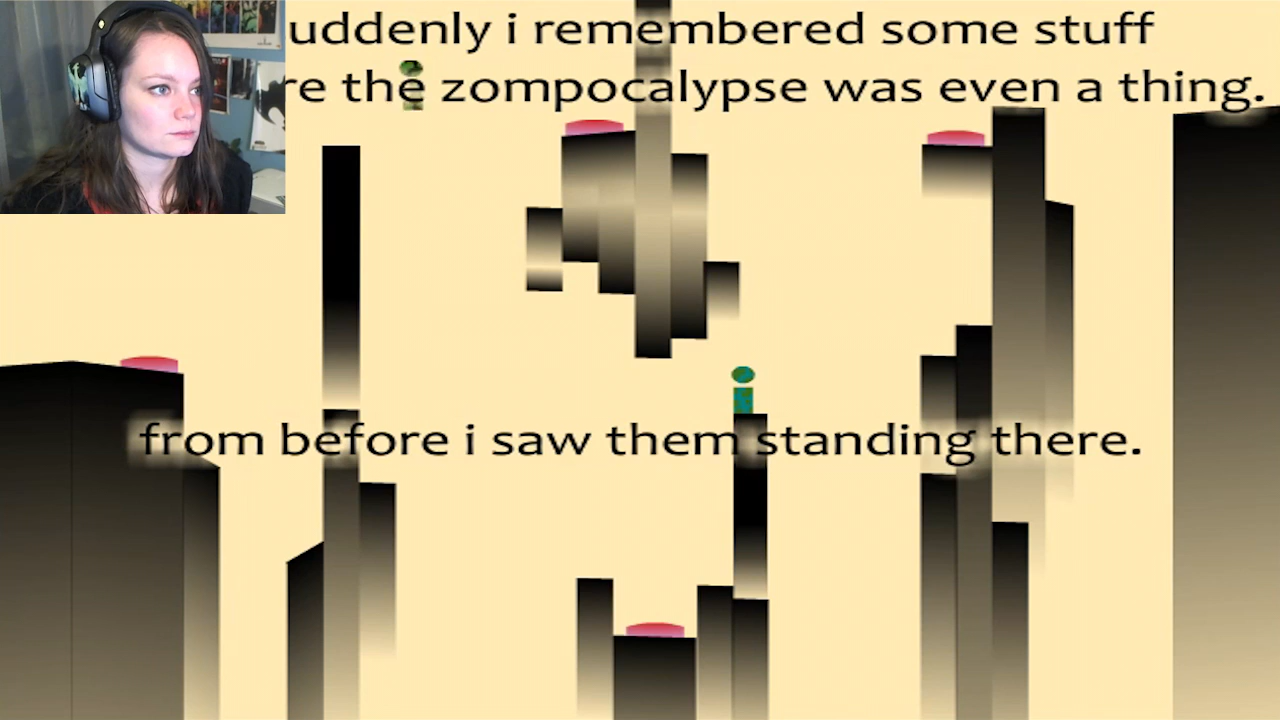 uddenly i remembered some stuff
re the zompocalypse was even a thing.
from before i saw them standing there.